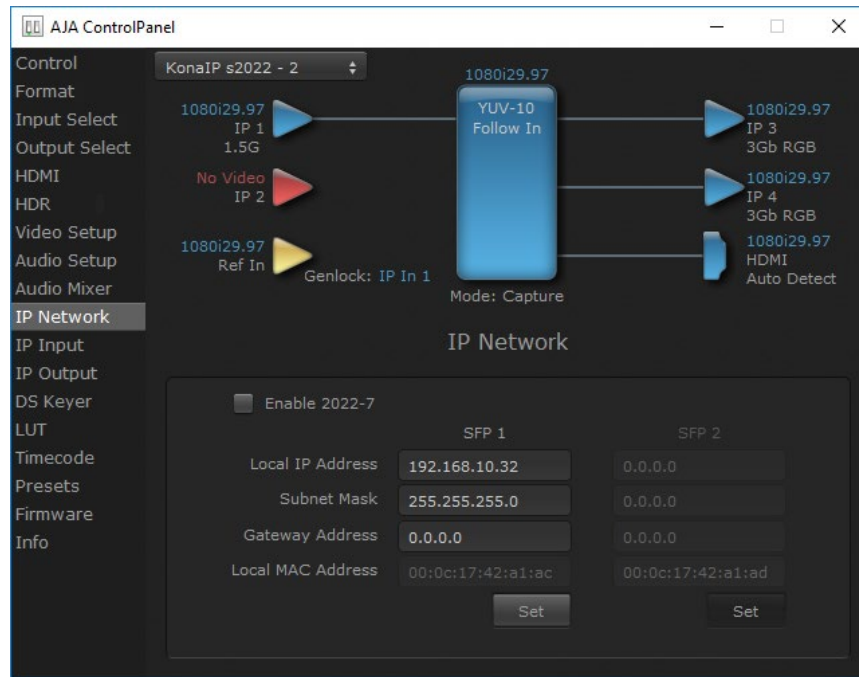 AJA ControlPanel
Control
Format
Input Select
Output Select
HDMI
HDR
Video Setup
Audio Setup
Audio Mixer
IP Network
IP Input
IP Output
DS Keyer
LUT
Timecode
Presets
Firmware
Info
KonaIP s2022 - 2
1080i29.97
1080i29.97
IP 1
1.5G
No Video
IP 2
1080i29.97
Ref In
Genlock: IP In 1
YUV-10
Follow In
Mode: Capture
1080i29.97
IP 3
3Gb RGB
1080i29.97
IP 4
3Gb RGB
1080i29.97
HDMI
Auto Detect
IP Network
Enable 2022-7
SFP 1 SFP 2
Local IP Address 192.168.10.32 0.0.0.0
Subnet Mask 255.255.255.0 0.0.0.0
Gateway Address 0.0.0.0 0.0.0.0
Local MAC Address 00:0c:17:42:a1:ac 00:0c:17:42:a1:ad
Set Set